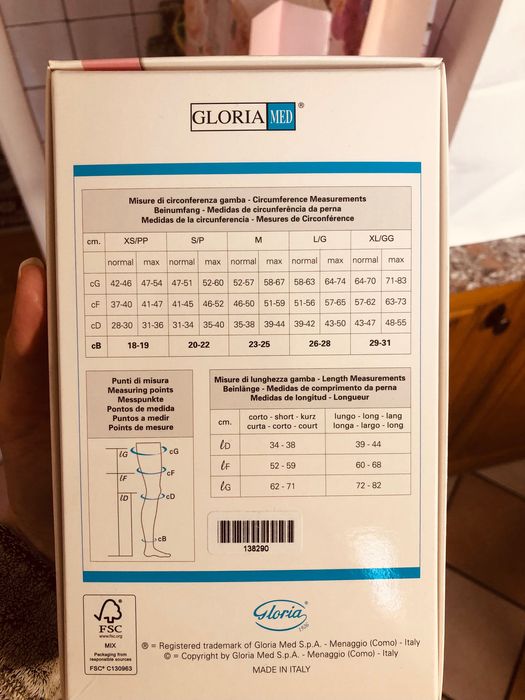 GLORIA MED ®
Misure di circonferenza gamba - Circumference Measurements
Beinumfang - Medidas de circunferência da perna
Medidas de la circunferencia - Mesures de Circonférence
cm. XS/PP S/P M L/G XL/GG
normal max normal max normal max normal max normal max
cG 42-46 47-54 47-51 52-60 52-57 58-67 58-63 64-74 64-70 71-83
cF 37-40 41-47 41-45 46-52 46-50 51-59 51-56 57-65 57-62 63-73
cD 28-30 31-36 31-34 35-40 35-38 39-44 39-42 43-50 43-47 48-55
cB 18-19 20-22 23-25 26-28 29-31
Punti di misura
Measuring points
Messpunkte
Pontos de medida
Puntos a medir
Points de mesure
ℓG cG
ℓF cF
ℓD cD
cB
Misure di lunghezza gamba - Length Measurements
Beinlänge - Medidas de comprimento da perna
Medidas de longitud - Longueur
cm. corto - short - kurz lungo - long - lang
curta - corto - court longa - largo - long
ℓD 34 - 38 39 - 44
ℓF 52 - 59 60 - 68
ℓG 62 - 71 72 - 82
138290
FSC
www.fsc.org
MIX
Packaging from
responsible sources
FSC® C130963
Gloria
® = Registered trademark of Gloria Med S.p.A. - Menaggio (Como) - Italy
© = Copyright by Gloria Med S.p.A. - Menaggio (Como) - Italy
MADE IN ITALY